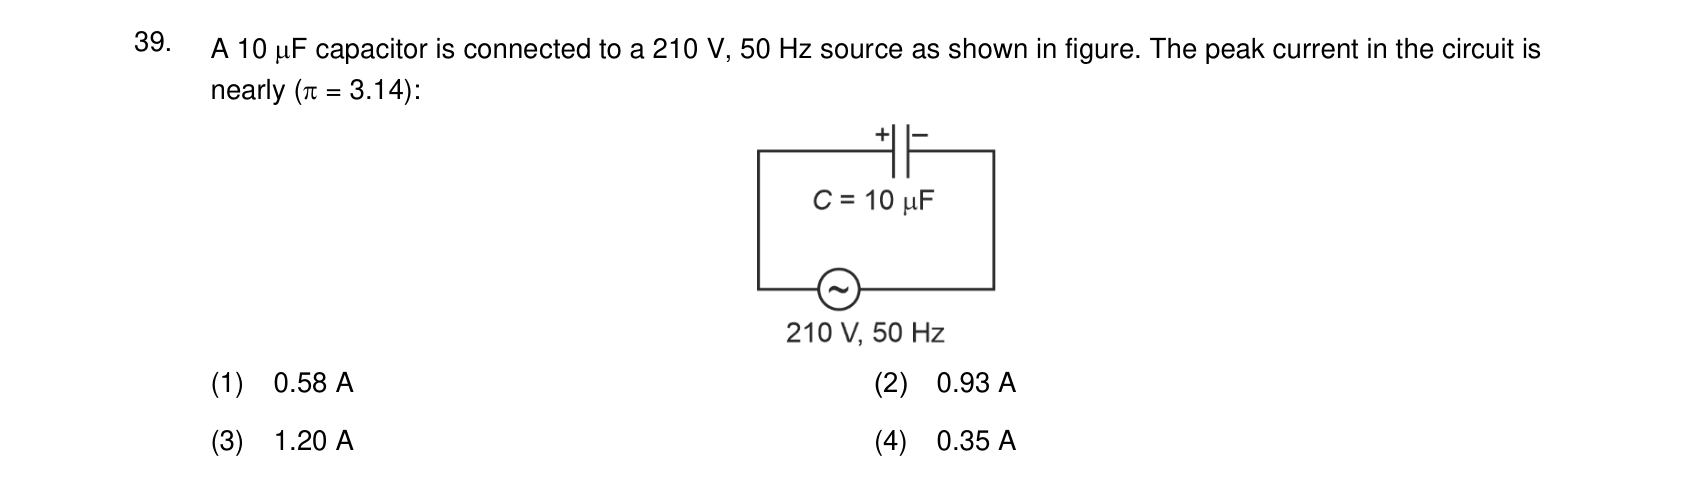 39. A 10 μF capacitor is connected to a 210 V, 50 Hz source as shown in figure. The peak current in the circuit is
nearly (π = 3.14):
+ –
C = 10 μF
~
210 V, 50 Hz
(1) 0.58 A (2) 0.93 A
(3) 1.20 A (4) 0.35 A